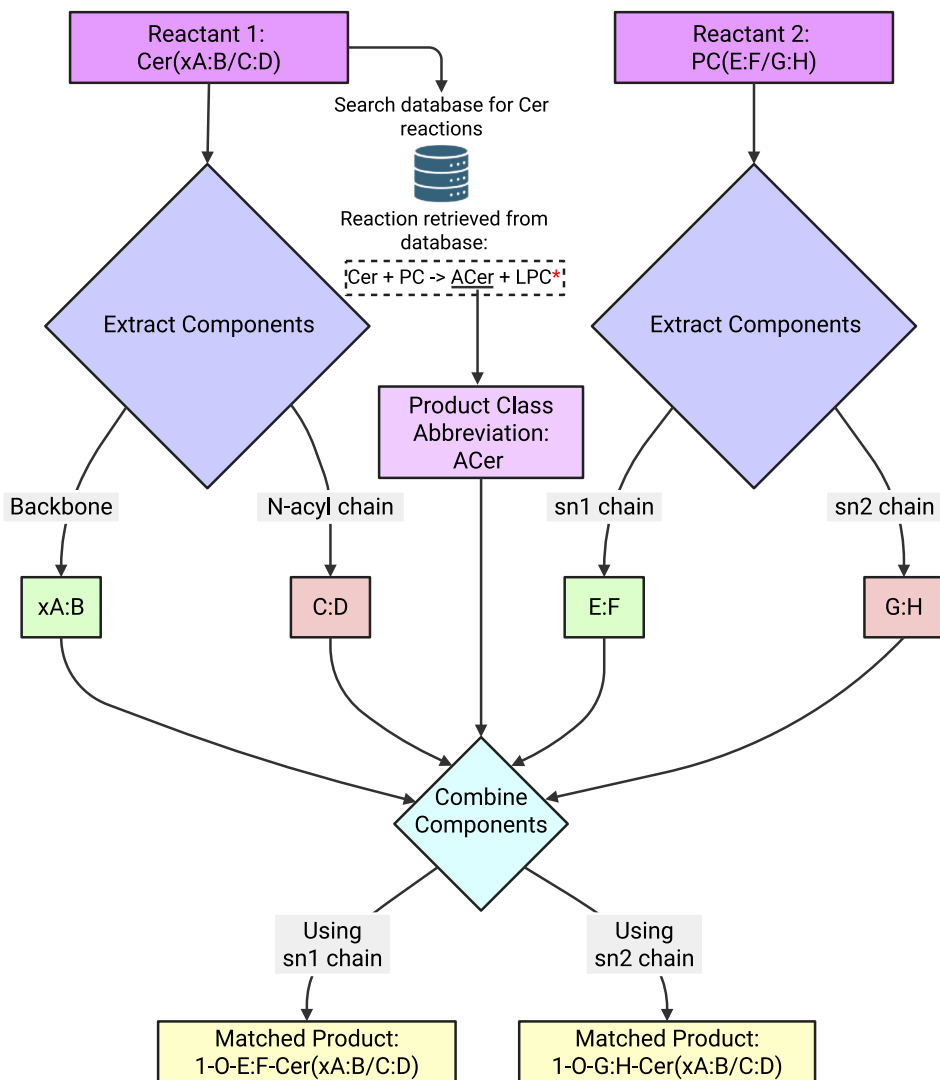 Reactant 1:
Cer(xA:B/C:D)
Reactant 2:
PC(E:F/G:H)
Search database for Cer
reactions
Reaction retrieved from
database:
Cer + PC -> ACer + LPC*
Extract Components
Extract Components
Product Class
Abbreviation:
ACer
Backbone
N-acyl chain
sn1 chain
sn2 chain
xA:B
C:D
E:F
G:H
Combine
Components
Using
sn1 chain
Using
sn2 chain
Matched Product:
1-O-E:F-Cer(xA:B/C:D)
Matched Product:
1-O-G:H-Cer(xA:B/C:D)